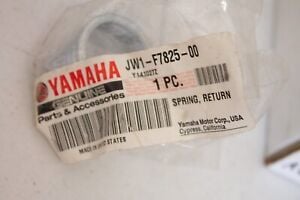 YAMAHA
GENUINE
Parts & Accessories
JW1-F7825-00
1 PC.
SPRING, RETURN
Yamaha Motor Corp., USA
Cypress, California
MADE IN UNITED STATES